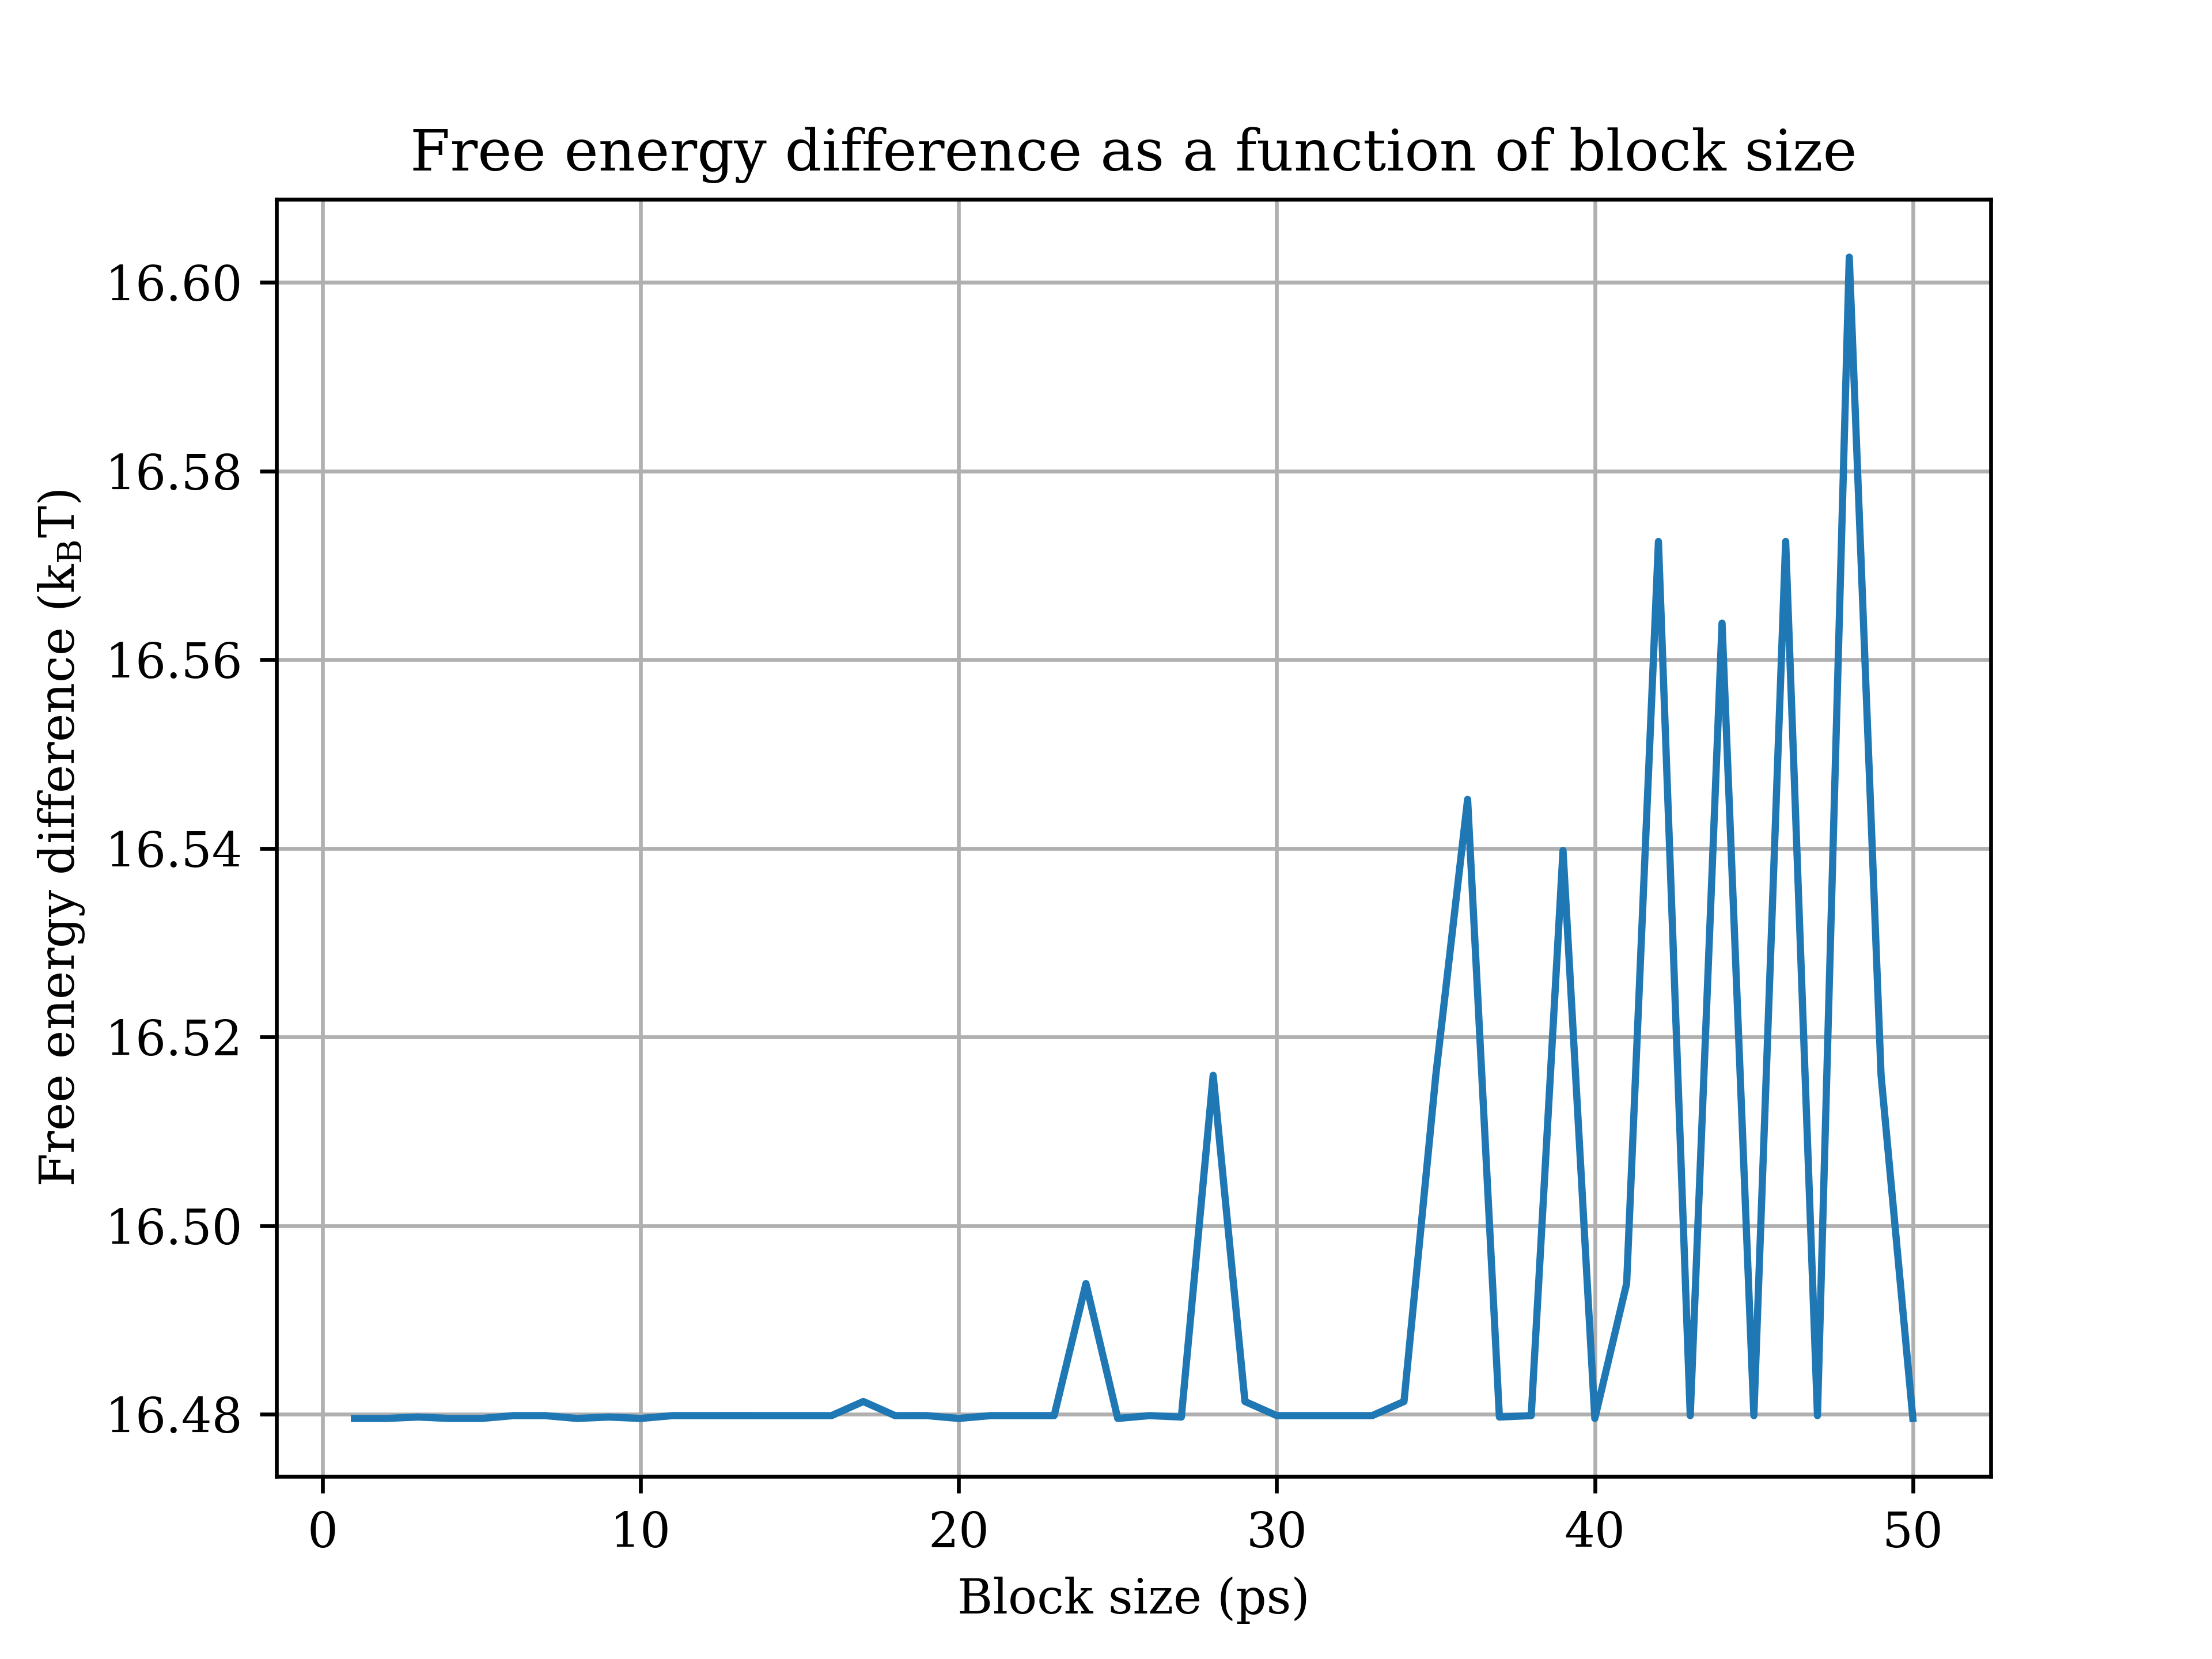 Free energy difference as a function of block size
Free energy difference (kBT)
16.60
16.58
16.56
16.54
16.52
16.50
16.48
0 10 20 30 40 50
Block size (ps)